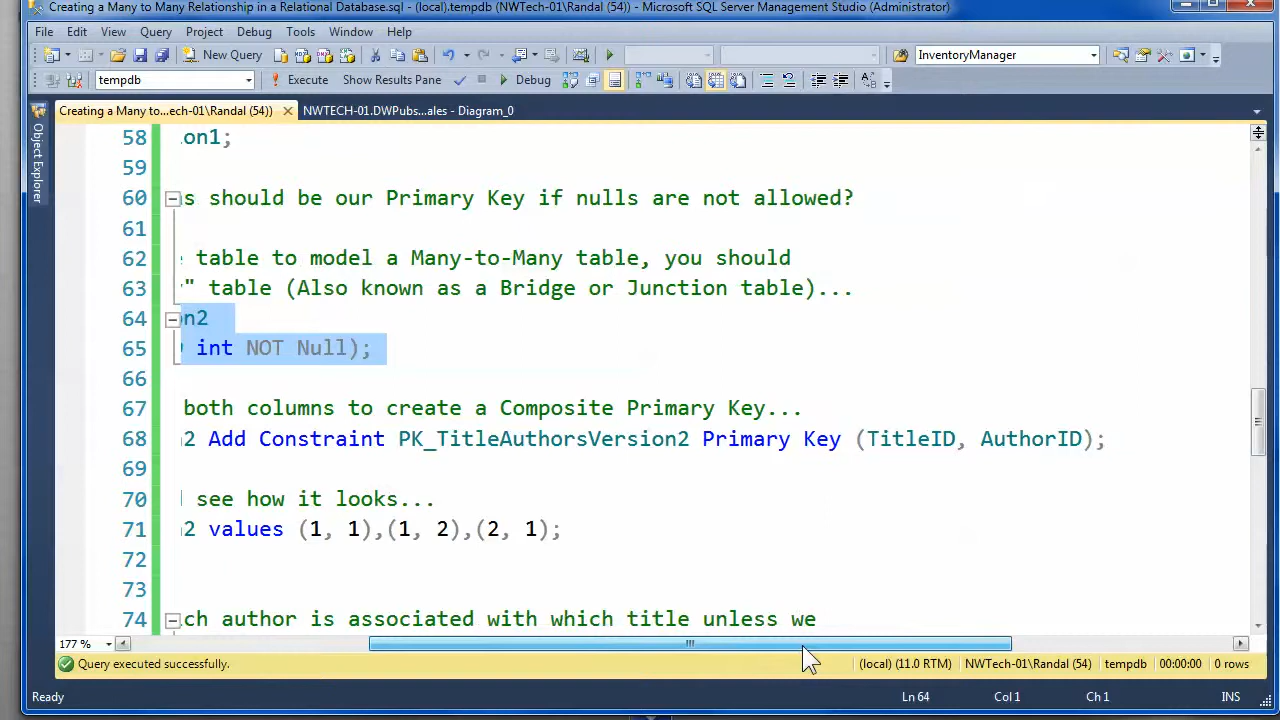 Creating a Many to Many Relationship in a Relational Database.sql - (local).tempdb (NWTech-01\Randal (54)) - Microsoft SQL Server Management Studio (Administrator)
File Edit View Query Project Debug Tools Window Help
New Query InventoryManager
tempdb Execute Show Results Pane Debug
Creating a Many to...ech-01\Randal (54)) NWTECH-01.DWPubs...ales - Diagram_0
Object Explorer
58 ion1;
59
60 ns should be our Primary Key if nulls are not allowed?
61
62 e table to model a Many-to-Many table, you should
63 y" table (Also known as a Bridge or Junction table)...
64 on2
65 int NOT Null);
66
67 both columns to create a Composite Primary Key...
68 n2 Add Constraint PK_TitleAuthorsVersion2 Primary Key (TitleID, AuthorID);
69
70 see how it looks...
71 n2 values (1, 1),(1, 2),(2, 1);
72
73
74 ch author is associated with which title unless we
177 %
Query executed successfully. (local) (11.0 RTM) NWTech-01\Randal (54) tempdb 00:00:00 0 rows
Ready Ln 64 Col 1 Ch 1 INS